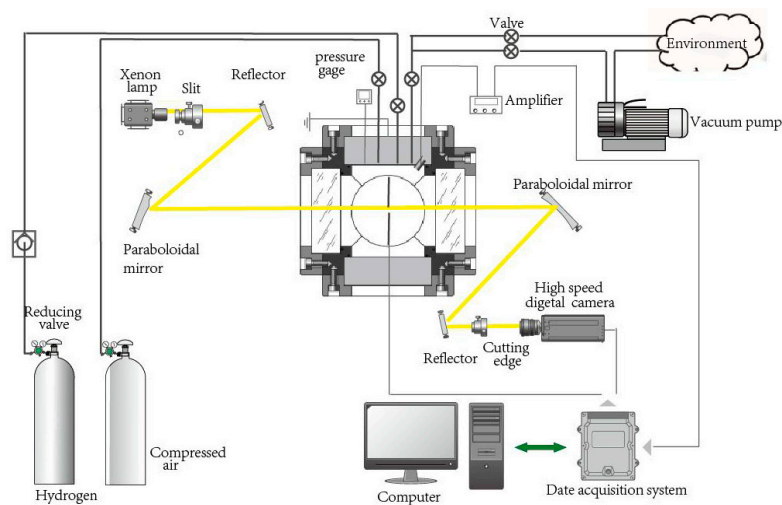 Valve
Environment
pressure
gage
Xenon
lamp
Slit
Reflector
Amplifier
Vacuum pump
Paraboloidal mirror
Paraboloidal
mirror
High speed
digetal camera
Reducing
valve
Reflector
Cutting
edge
Compressed
air
Hydrogen
Computer
Date acquisition system